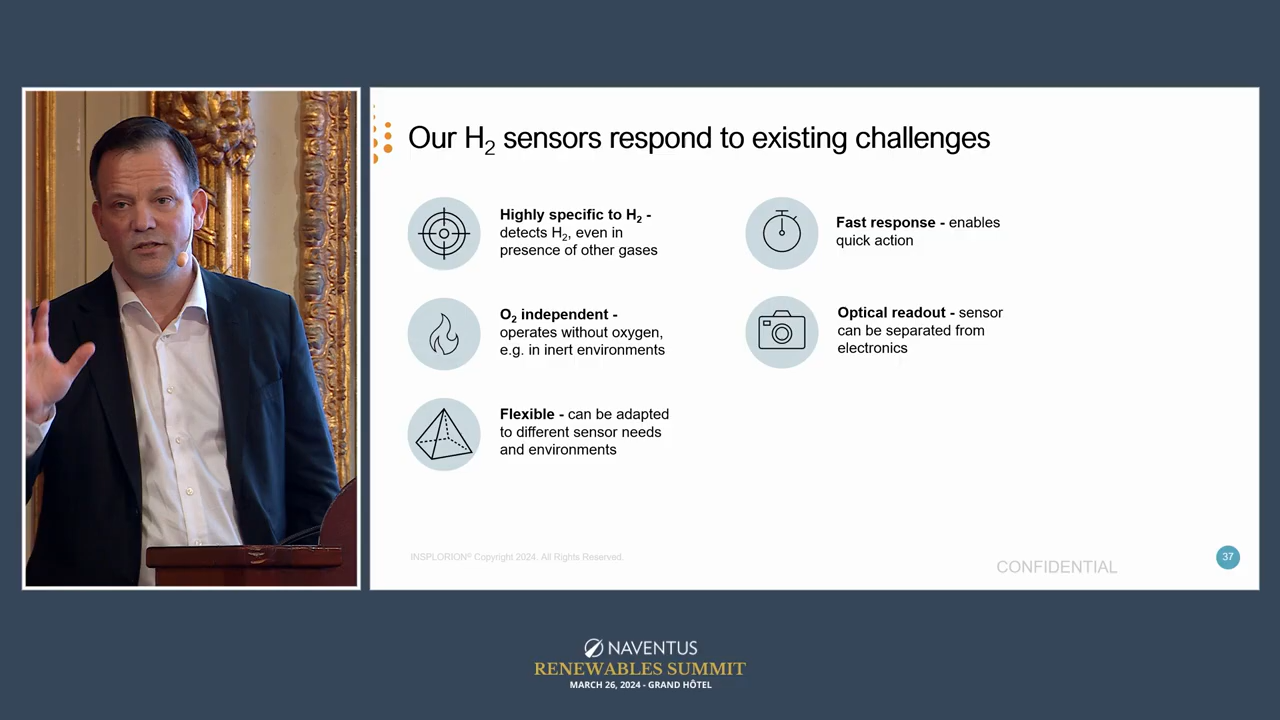 Our H₂ sensors respond to existing challenges
Highly specific to H₂ -
detects H₂, even in
presence of other gases
Fast response - enables
quick action
O₂ independent -
operates without oxygen,
e.g. in inert environments
Optical readout - sensor
can be separated from
electronics
Flexible - can be adapted
to different sensor needs
and environments
INSPLORION® Copyright 2024. All Rights Reserved.
CONFIDENTIAL
37
NAVENTUS
RENEWABLES SUMMIT
MARCH 26, 2024 - GRAND HÔTEL